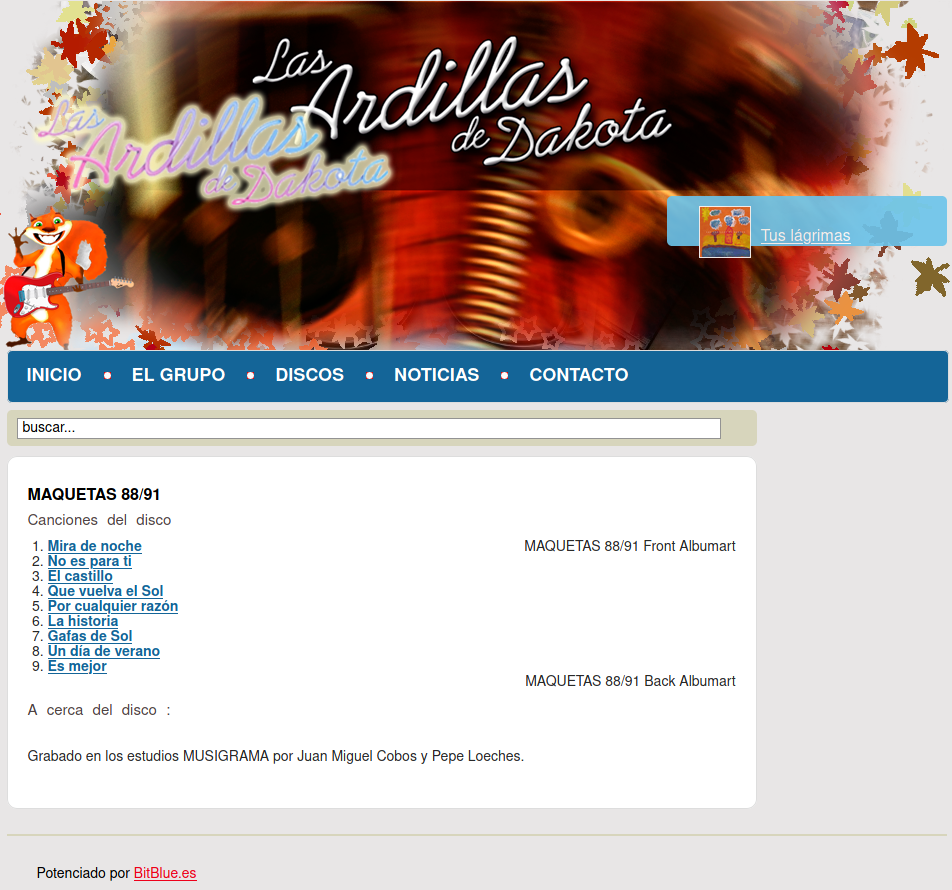 Las
Ardillas
de Dakota
Las
Ardillas
de Dakota
Tus lágrimas
INICIO
EL GRUPO
DISCOS
NOTICIAS
CONTACTO
buscar...
MAQUETAS 88/91
Canciones del disco
1. Mira de noche
MAQUETAS 88/91 Front Albumart
2. No es para ti
3. El castillo
4. Que vuelva el Sol
5. Por cualquier razón
6. La historia
7. Gafas de Sol
8. Un día de verano
9. Es mejor
MAQUETAS 88/91 Back Albumart
A cerca del disco :
Grabado en los estudios MUSIGRAMA por Juan Miguel Cobos y Pepe Loeches.
Potenciado por BitBlue.es